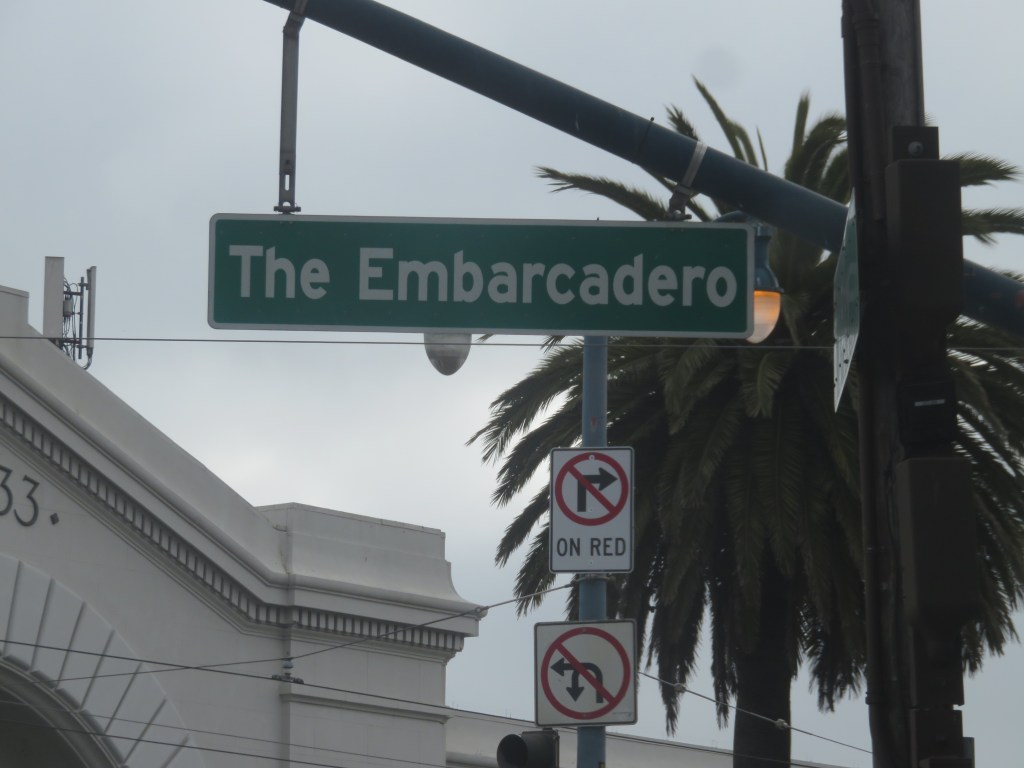 The Embarcadero
33
ON RED